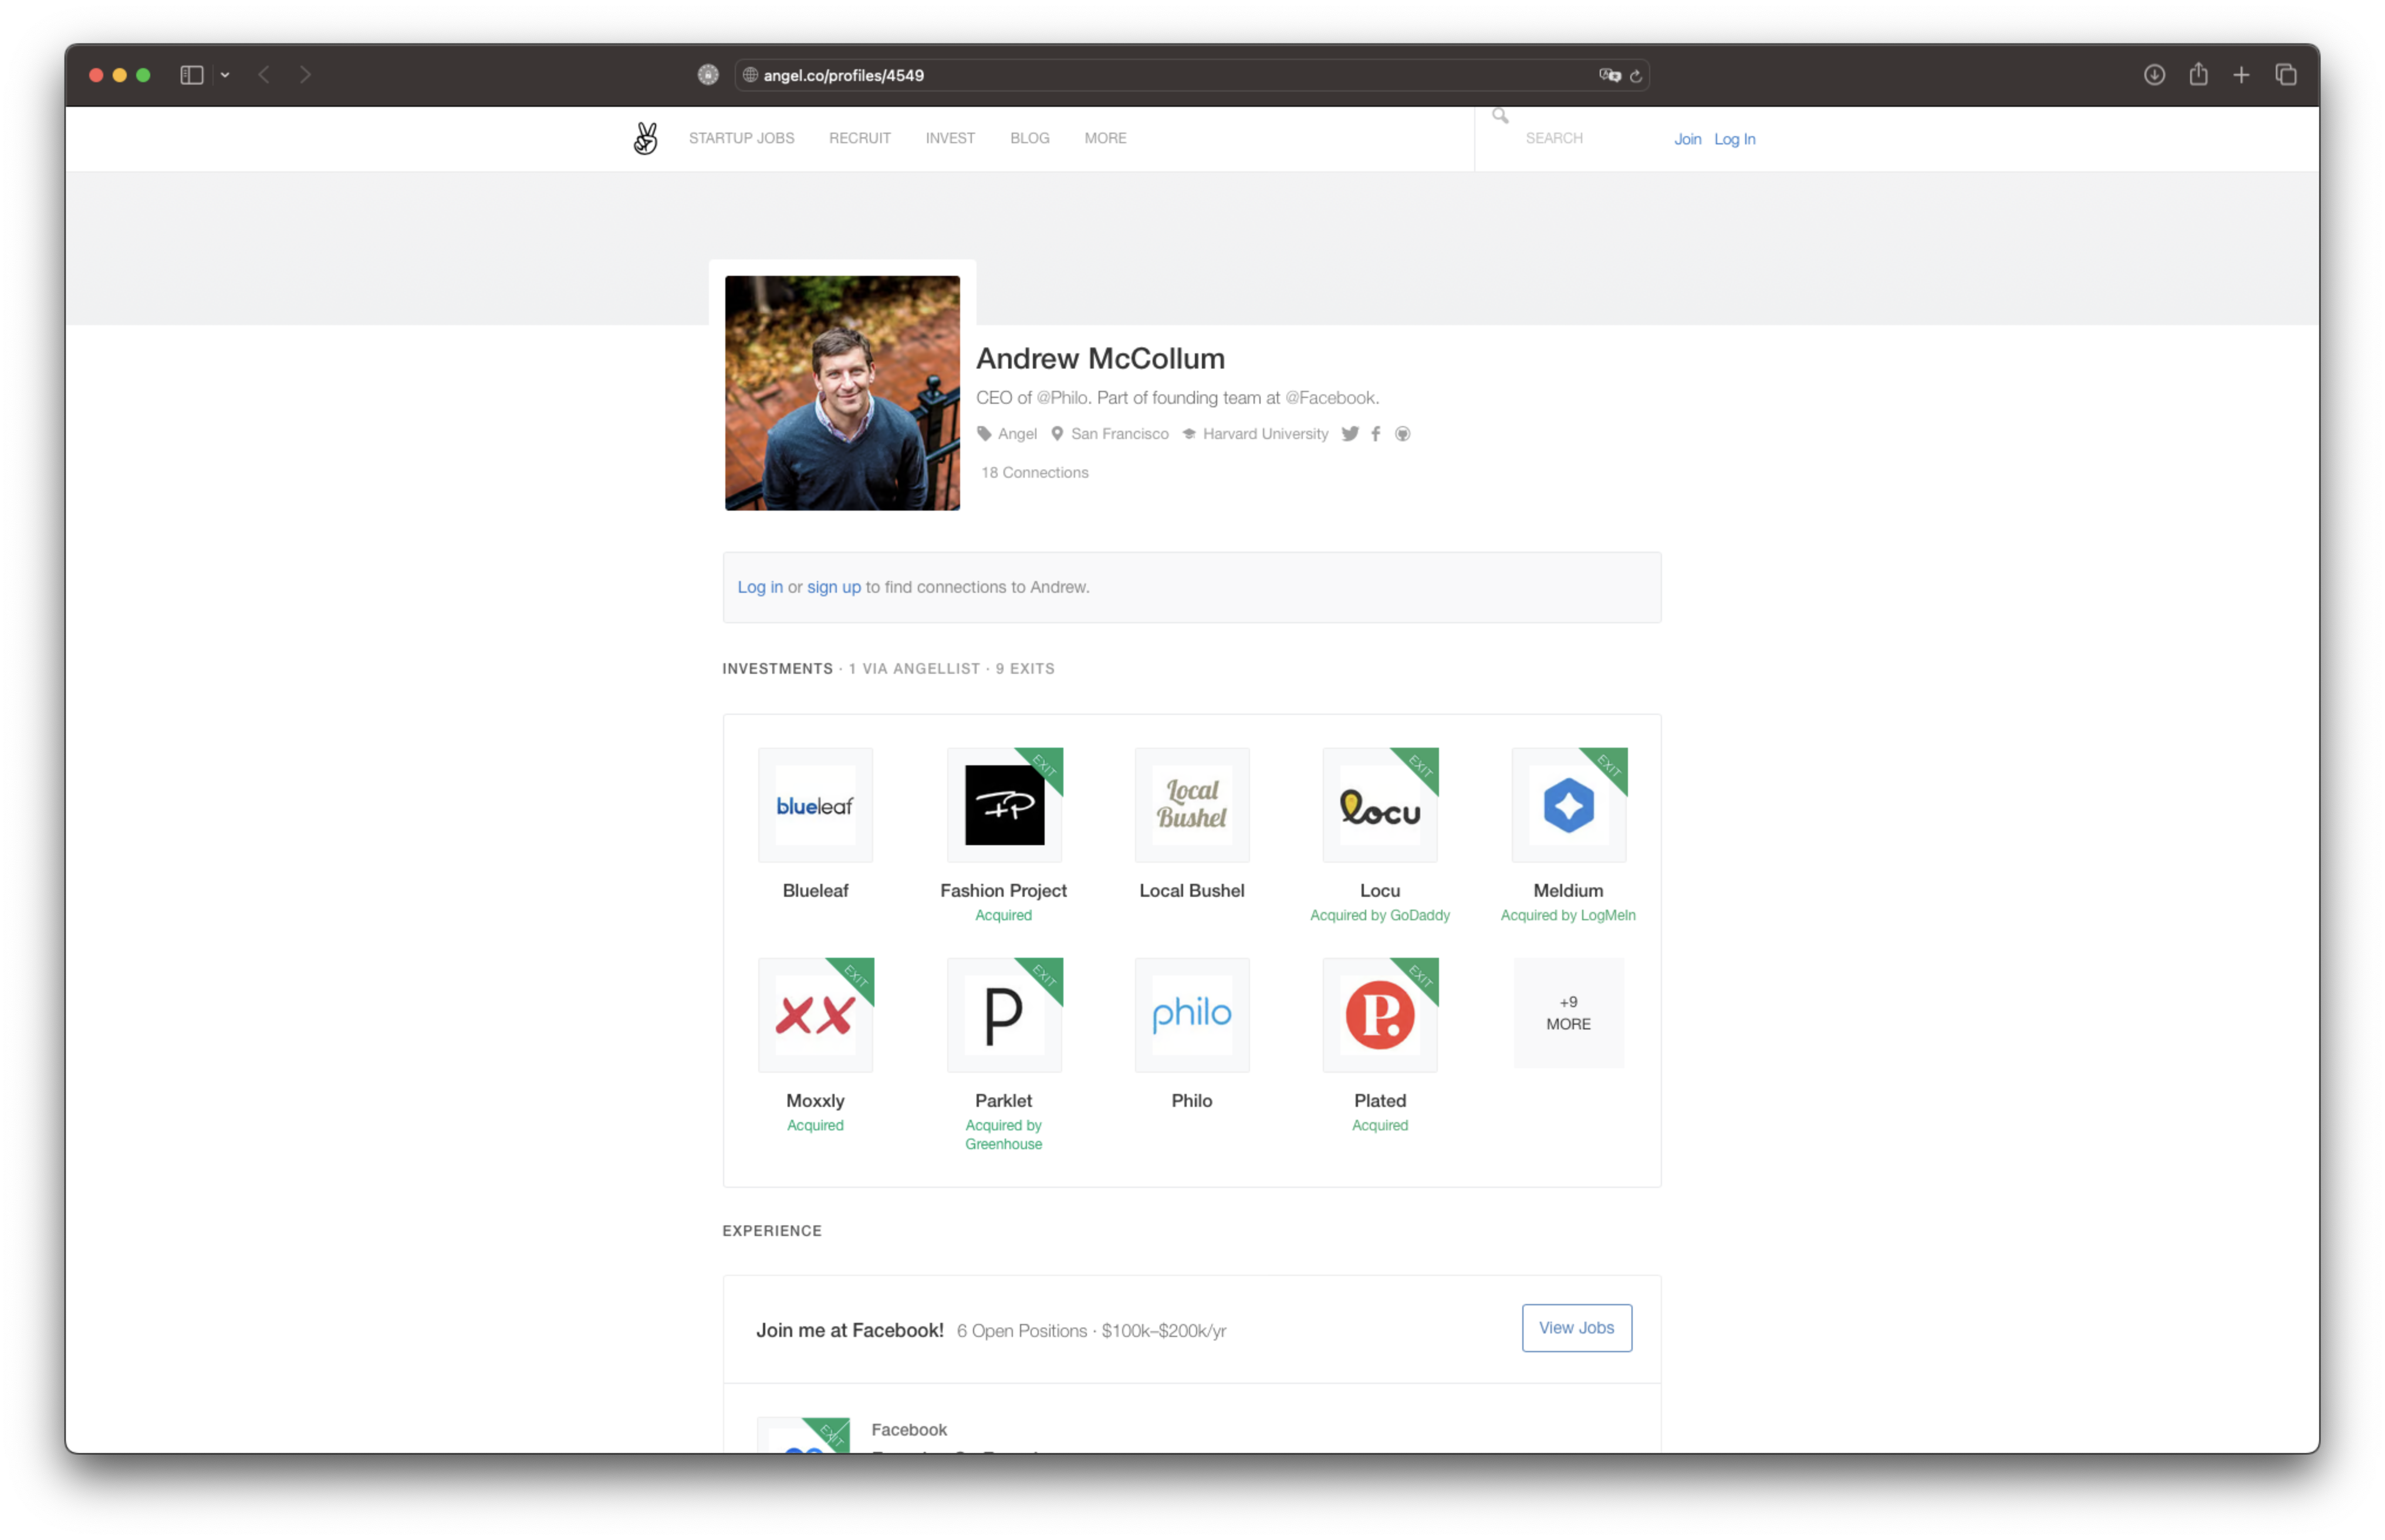 angel.co/profiles/4549
STARTUP JOBS RECRUIT INVEST BLOG MORE SEARCH Join Log In
Andrew McCollum
CEO of @Philo. Part of founding team at @Facebook.
Angel San Francisco Harvard University
18 Connections
Log in or sign up to find connections to Andrew.
INVESTMENTS · 1 VIA ANGELLIST · 9 EXITS
EXIT EXIT EXIT
blueleaf FP Local Bushel locu
Blueleaf Fashion Project Local Bushel Locu Meldium
Acquired Acquired by GoDaddy Acquired by LogMeIn
EXIT EXIT EXIT
XX P philo P. +9
MORE
Moxxly Parklet Philo Plated
Acquired Acquired by Acquired
Greenhouse
EXPERIENCE
Join me at Facebook! 6 Open Positions · $100k–$200k/yr View Jobs
EXIT Facebook